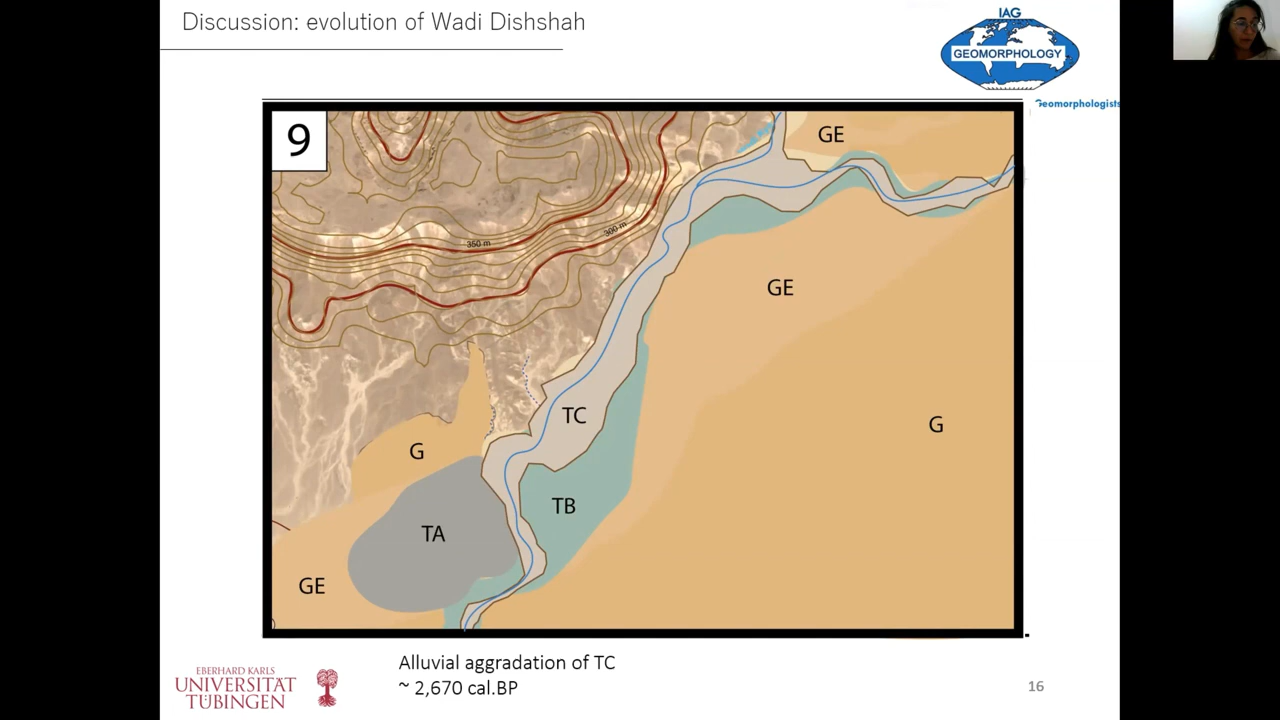 Discussion: evolution of Wadi Dishshah
IAG
GEOMORPHOLOGY
Geomorphologists
9
GE
350 m
300 m
GE
TC
G
G
TB
TA
GE
Alluvial aggradation of TC
~ 2,670 cal.BP
EBERHARD KARLS
UNIVERSITÄT
TÜBINGEN
16